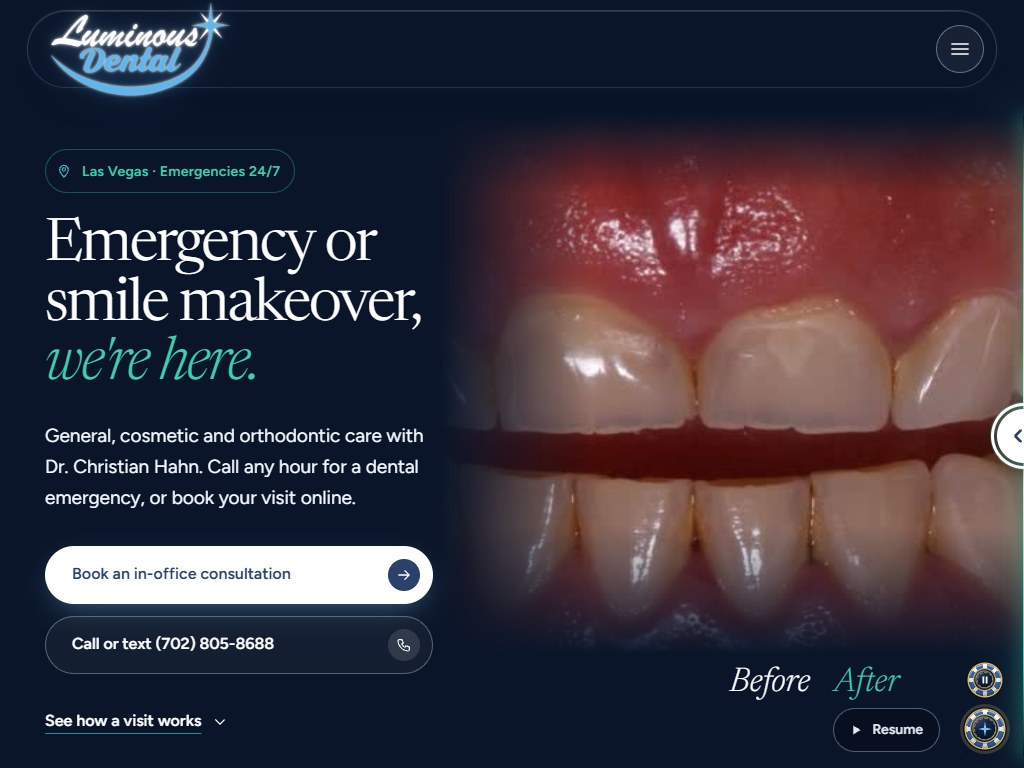 Luminous
Dental
Las Vegas · Emergencies 24/7
Emergency or
smile makeover,
we're here.
General, cosmetic and orthodontic care with
Dr. Christian Hahn. Call any hour for a dental
emergency, or book your visit online.
Book an in-office consultation
Call or text (702) 805-8688
See how a visit works
Before After
Resume